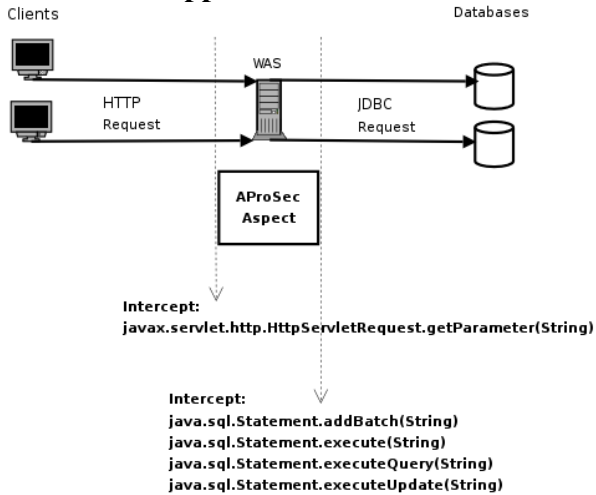 Clients
Databases
WAS
HTTP
Request
JDBC
Request
AProSec
Aspect
Intercept:
javax.servlet.http.HttpServletRequest.getParameter(String)
Intercept:
java.sql.Statement.addBatch(String)
java.sql.Statement.execute(String)
java.sql.Statement.executeQuery(String)
java.sql.Statement.executeUpdate(String)